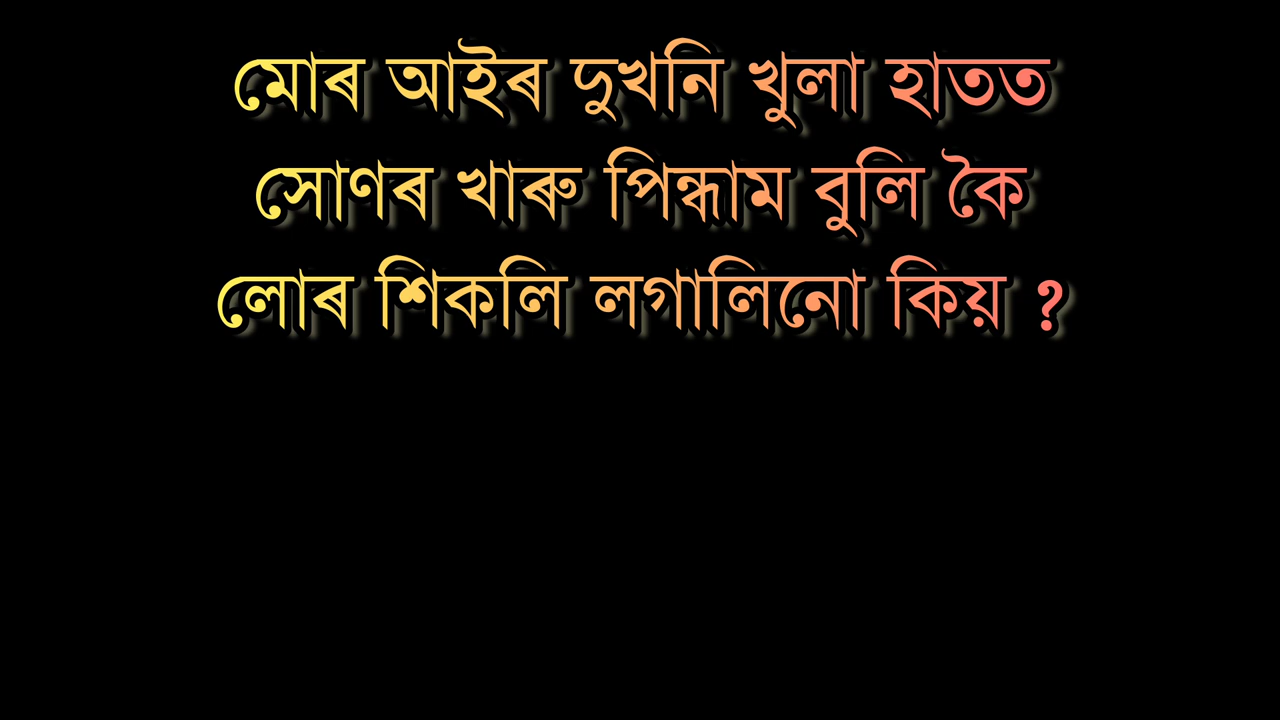 মোৰ আইৰ দুখনি খুলা হাতত
সোণৰ খাৰু পিন্ধাম বুলি কৈ
লোৰ শিকলি লগালিনো কিয় ?